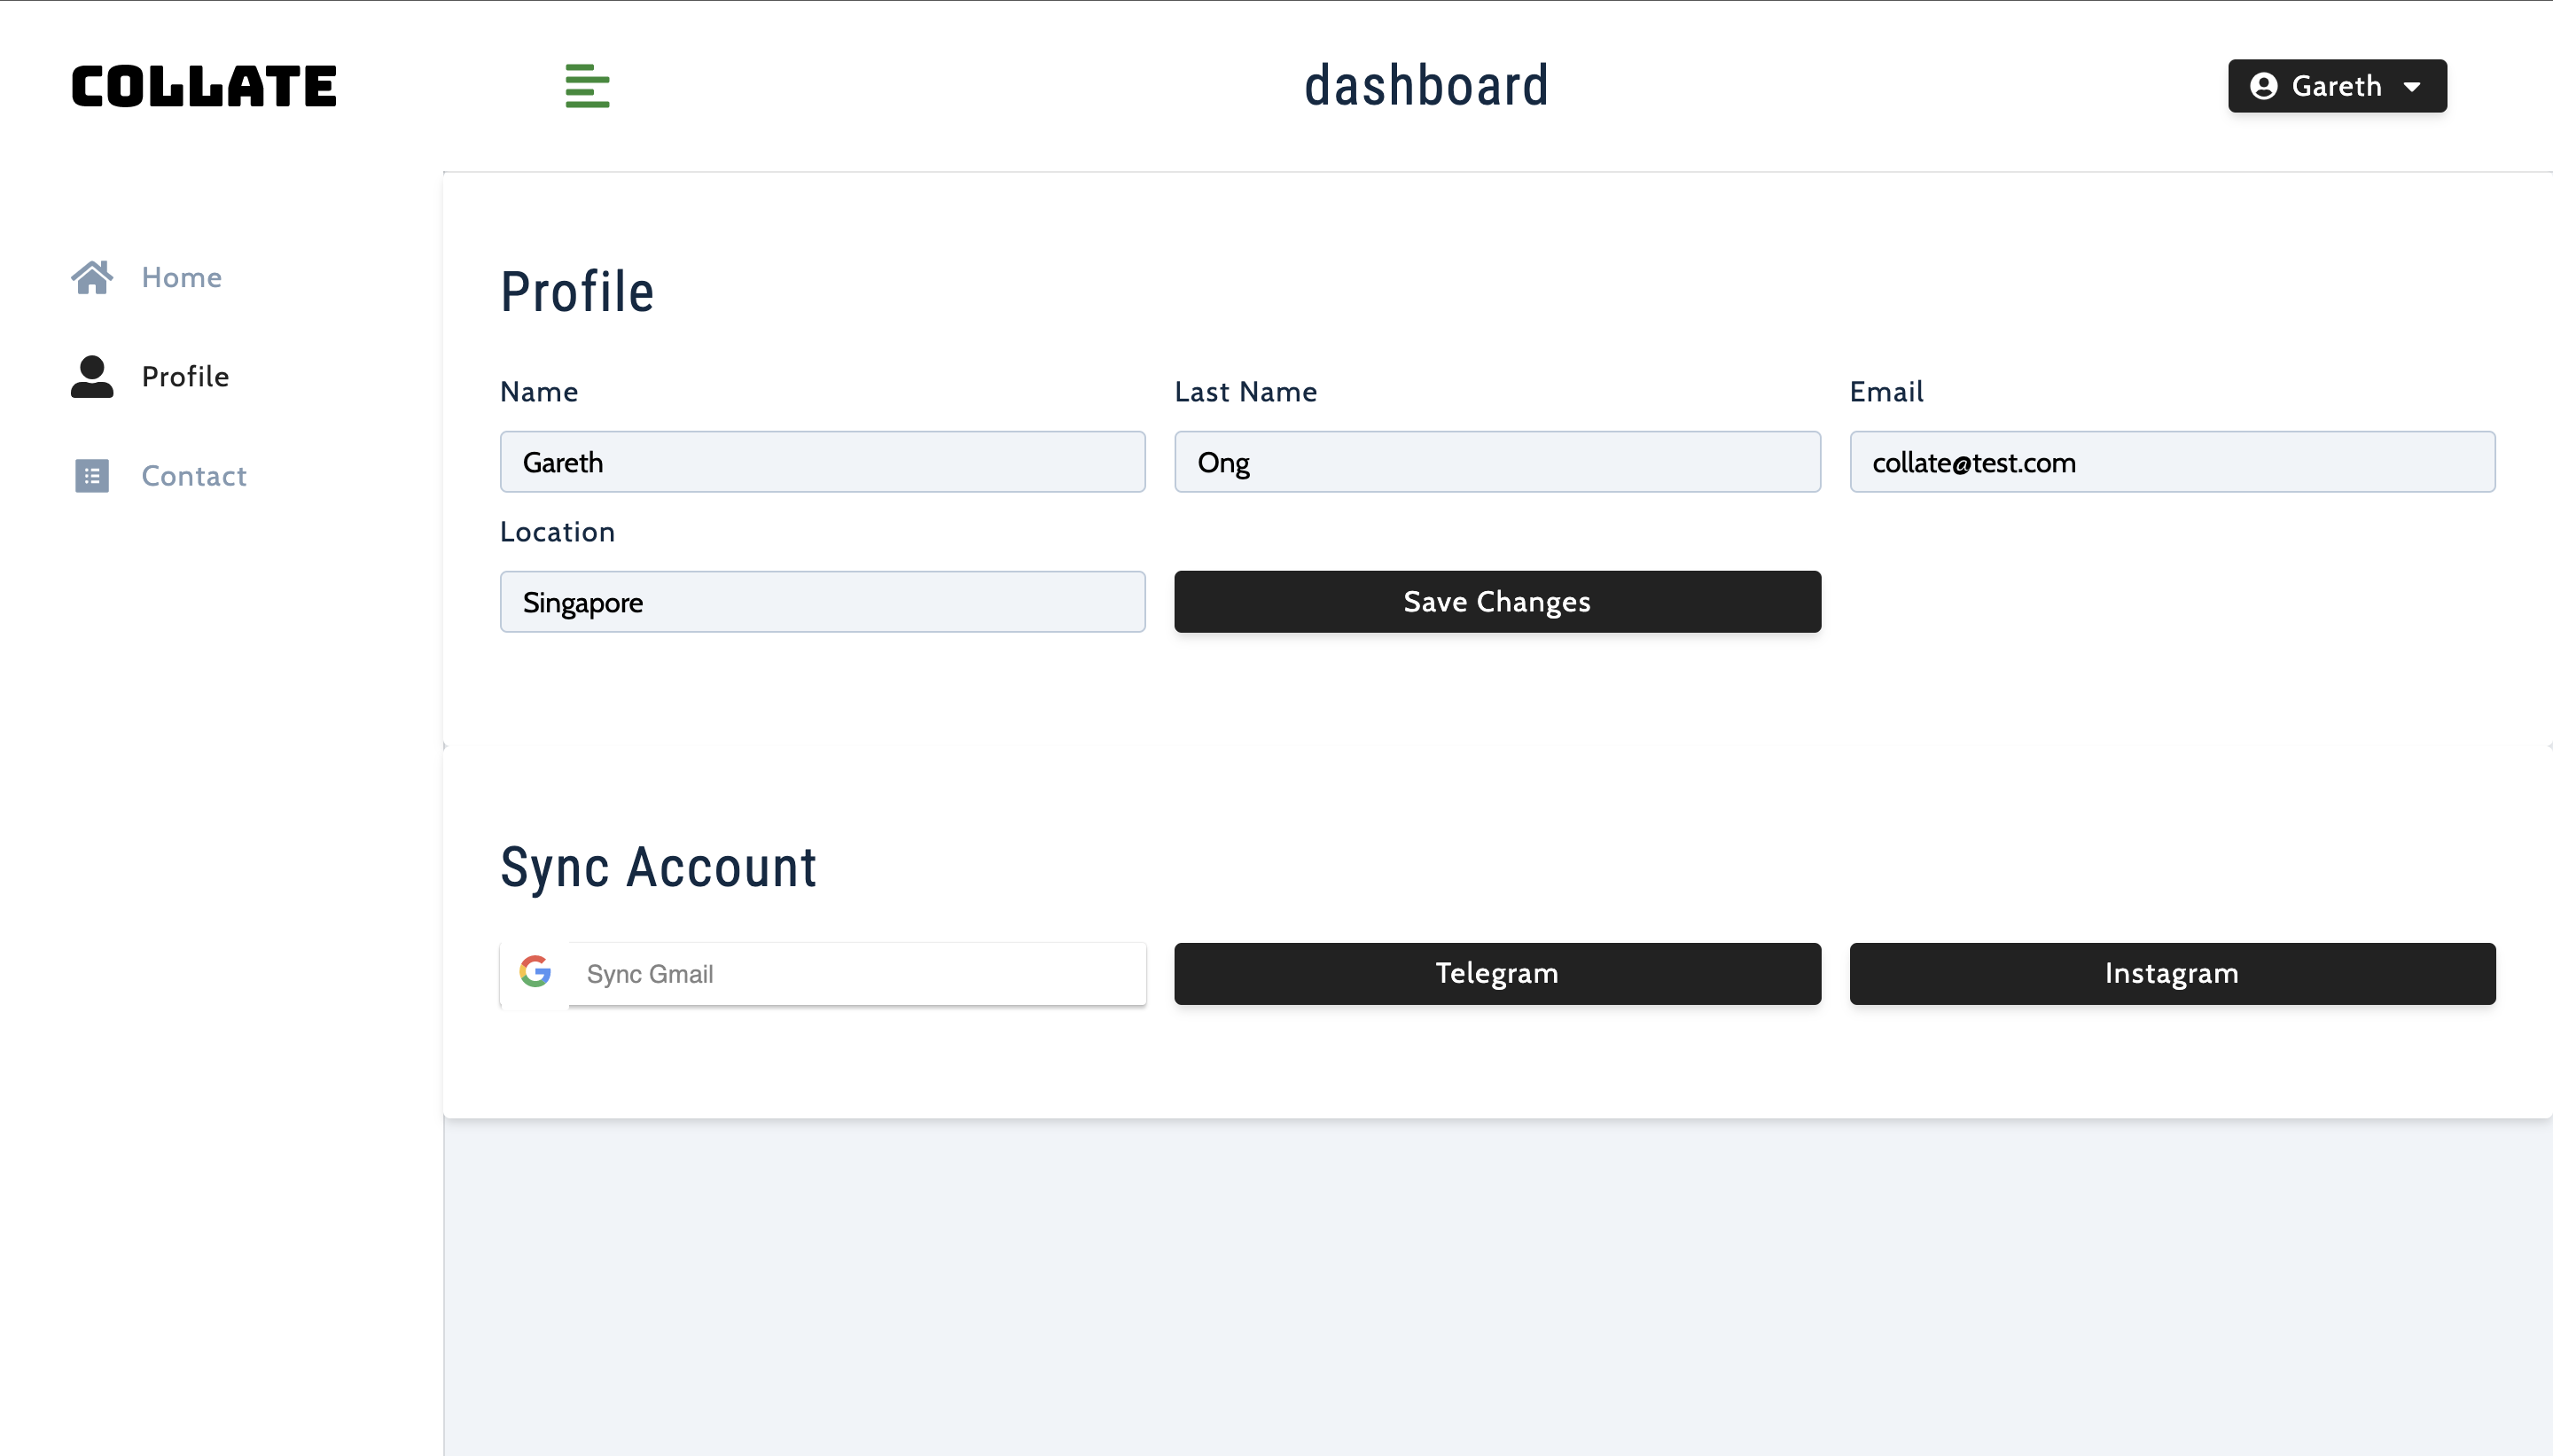 COLLATE
dashboard
Gareth
Home
Profile
Contact
Profile
Name
Last Name
Email
Gareth
Ong
collate@test.com
Location
Singapore
Save Changes
Sync Account
Sync Gmail
Telegram
Instagram